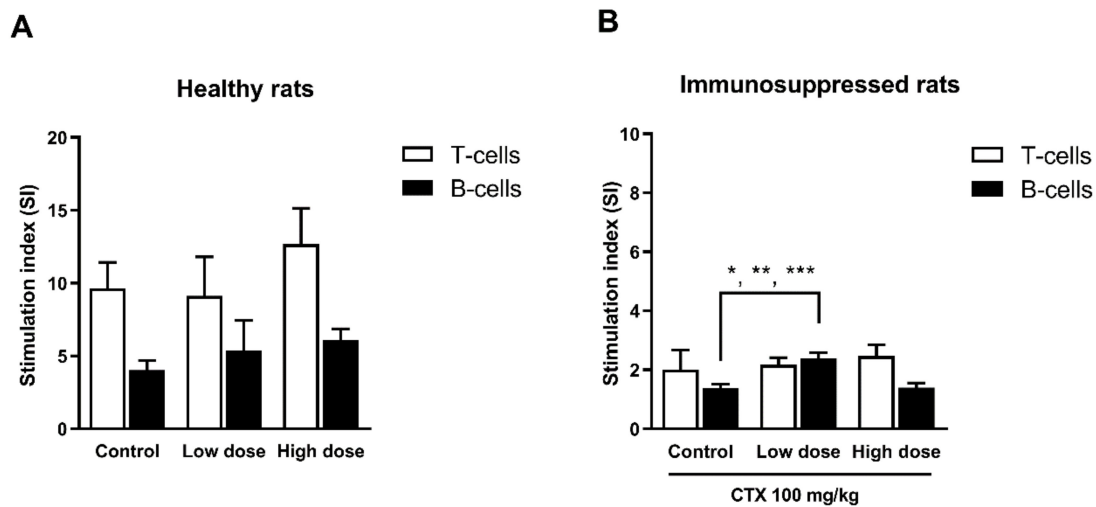 A
Healthy rats
20
15
10
5
0
Stimulation index (SI)
T-cells
B-cells
Control Low dose High dose
B
Immunosuppressed rats
10
8
6
4
2
0
Stimulation index (SI)
*, **, ***
T-cells
B-cells
Control Low dose High dose
CTX 100 mg/kg